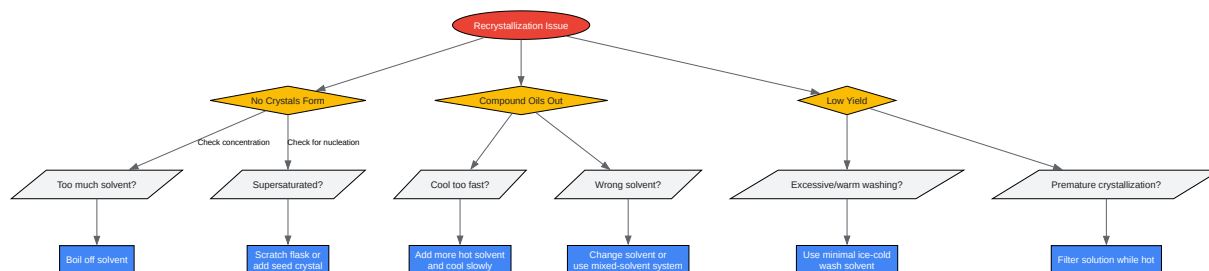 Recrystallization Issue
No Crystals Form
Compound Oils Out
Low Yield
Check concentration
Check for nucleation
Too much solvent?
Supersaturated?
Cool too fast?
Wrong solvent?
Excessive/warm washing?
Premature crystallization?
Boil off solvent
Scratch flask or
add seed crystal
Add more hot solvent
and cool slowly
Change solvent or
use mixed-solvent system
Use minimal ice-cold
wash solvent
Filter solution while hot